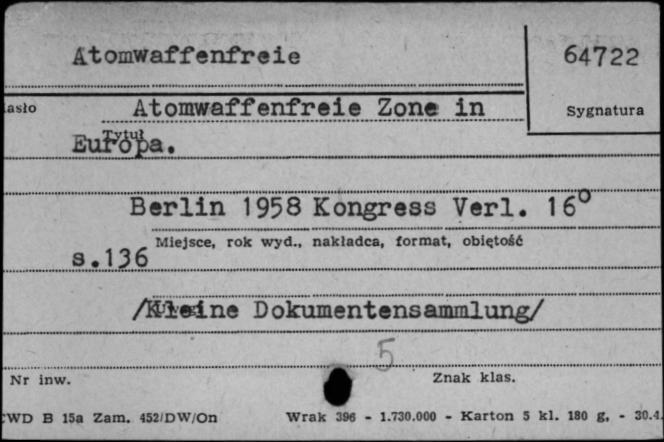 Atomwaffenfreie
64722
asło
Atomwaffenfreie Zone in
Sygnatura
Tytuł
Europa.
Berlin 1958 Kongress Verl. 16°
Miejsce, rok wyd., nakładca, format, obiętość
s.136
/Kleine Dokumentensammlung/
5
Nr inw.
Znak klas.
CWD B 15a Zam. 452/DW/On
Wrak 396 - 1.730.000 - Karton 5 kl. 180 g. - 30.4.